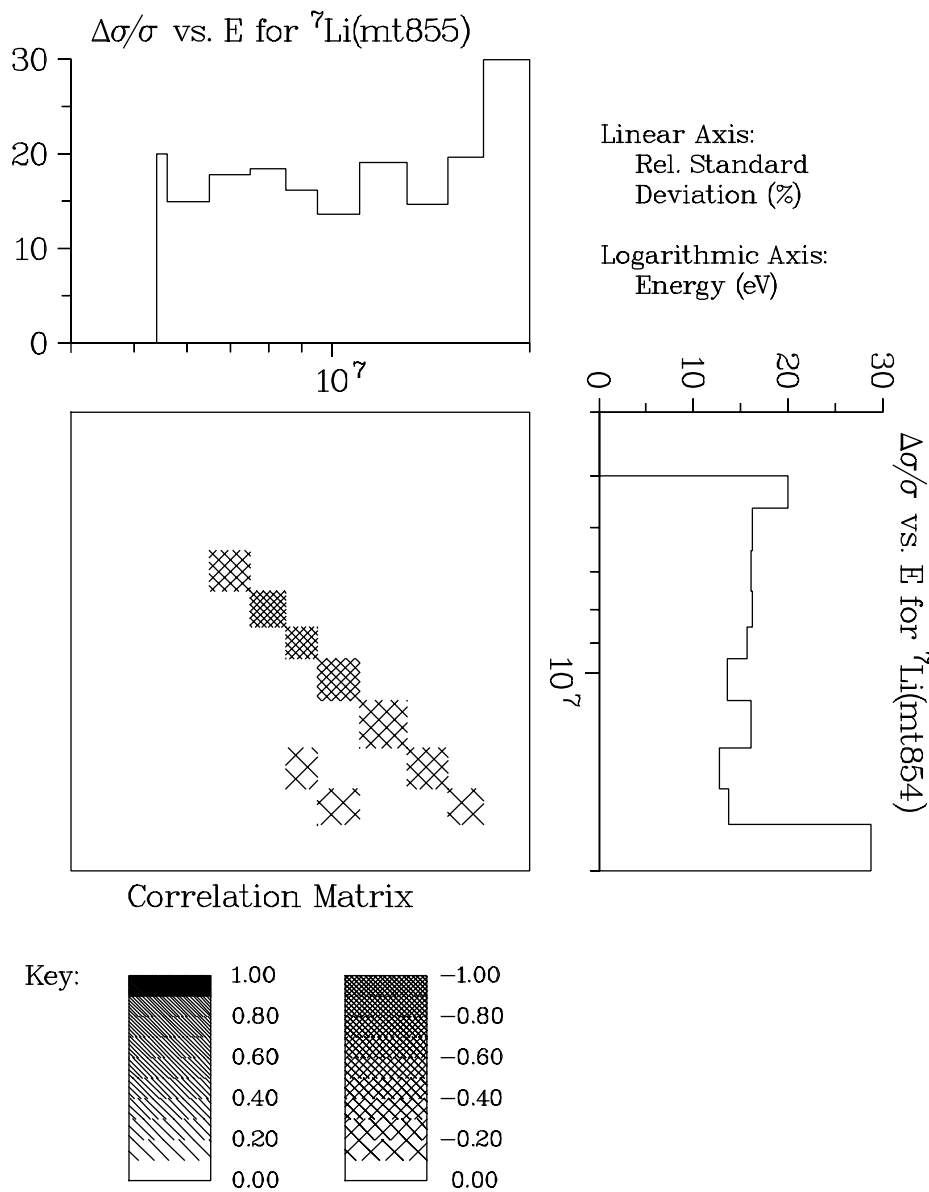 Δσ/σ vs. E for ⁷Li(mt855)
30
20
10
0
10⁷
Linear Axis:
Rel. Standard
Deviation (%)
Logarithmic Axis:
Energy (eV)
0
10
20
30
10⁷
Δσ/σ vs. E for ⁷Li(mt854)
Correlation Matrix
Key:
1.00
0.80
0.60
0.40
0.20
0.00
−1.00
−0.80
−0.60
−0.40
−0.20
0.00